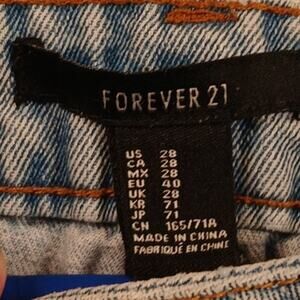 FOREVER 21
US 28
CA 28
MX 28
EU 40
UK 28
KR 71
JP 71
CN 165/71A
MADE IN CHINA
FABRIQUÉ EN CHINE